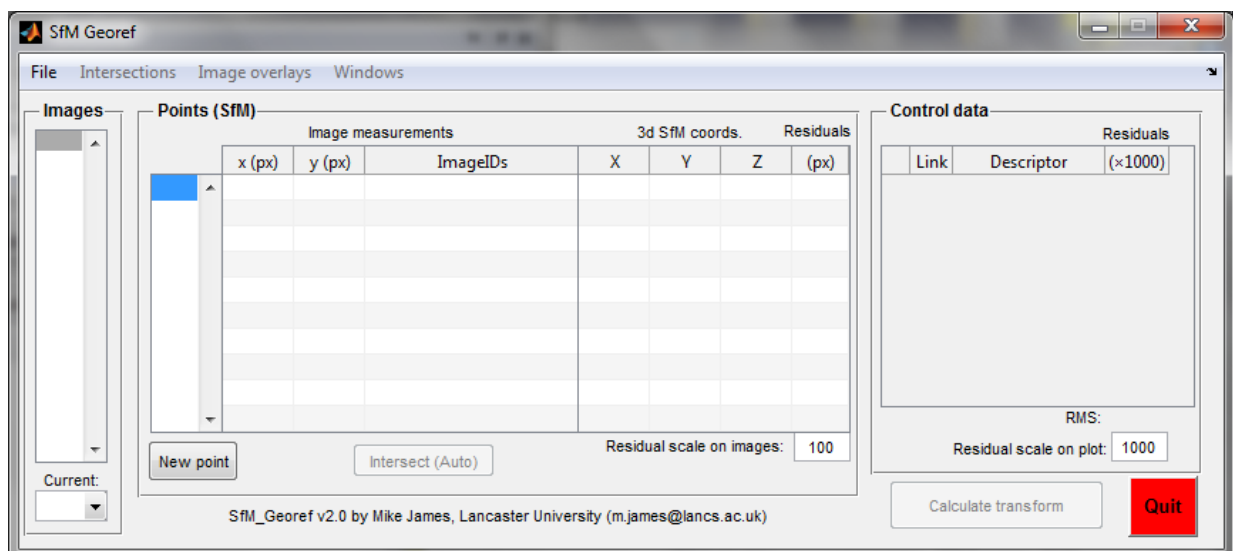 SfM Georef
File Intersections Image overlays Windows
Images
Points (SfM)
Control data
Image measurements 3d SfM coords. Residuals
Residuals
x (px) y (px) ImageIDs X Y Z (px)
Link Descriptor (×1000)
RMS:
New point
Intersect (Auto)
Residual scale on images: 100
Residual scale on plot: 1000
Current:
SfM_Georef v2.0 by Mike James, Lancaster University (m.james@lancs.ac.uk)
Calculate transform
Quit